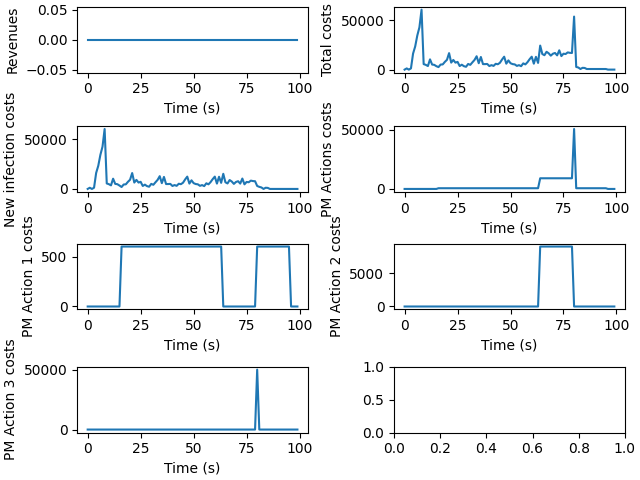 Revenues
0.05
0.00
−0.05
0 25 50 75 100
Time (s)
Total costs
50000
0
0 25 50 75 100
Time (s)
New infection costs
50000
0
0 25 50 75 100
Time (s)
PM Actions costs
50000
0
0 25 50 75 100
Time (s)
PM Action 1 costs
500
0
0 25 50 75 100
Time (s)
PM Action 2 costs
5000
0
0 25 50 75 100
Time (s)
PM Action 3 costs
50000
0
0 25 50 75 100
Time (s)
1.0
0.5
0.0
0.0 0.2 0.4 0.6 0.8 1.0